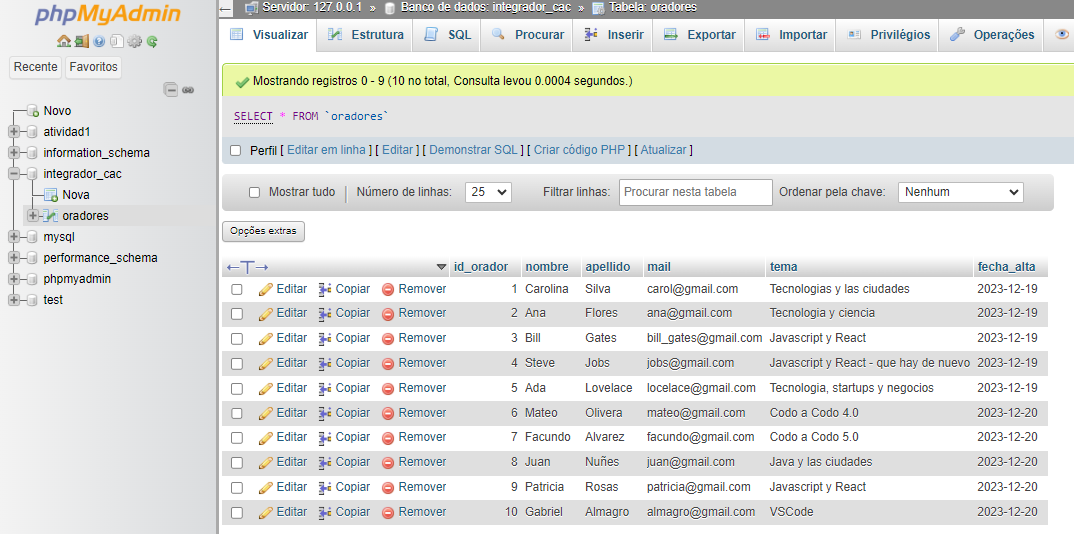 phpMyAdmin
Recente Favoritos
Novo
atividad1
information_schema
integrador_cac
Nova
oradores
mysql
performance_schema
phpmyadmin
test
Servidor: 127.0.0.1 » Banco de dados: integrador_cac » Tabela: oradores
Visualizar Estrutura SQL Procurar Inserir Exportar Importar Privilégios Operações
Mostrando registros 0 - 9 (10 no total, Consulta levou 0.0004 segundos.)
SELECT * FROM `oradores`
Perfil [ Editar em linha ] [ Editar ] [ Demonstrar SQL ] [ Criar código PHP ] [ Atualizar ]
Mostrar tudo Número de linhas: 25 Filtrar linhas: Procurar nesta tabela Ordenar pela chave: Nenhum
Opções extras
←T→ id_orador nombre apellido mail tema fecha_alta
Editar Copiar Remover 1 Carolina Silva carol@gmail.com Tecnologias y las ciudades 2023-12-19
Editar Copiar Remover 2 Ana Flores ana@gmail.com Tecnologia y ciencia 2023-12-19
Editar Copiar Remover 3 Bill Gates bill_gates@gmail.com Javascript y React 2023-12-19
Editar Copiar Remover 4 Steve Jobs jobs@gmail.com Javascript y React - que hay de nuevo 2023-12-19
Editar Copiar Remover 5 Ada Lovelace locelace@gmail.com Tecnologia, startups y negocios 2023-12-19
Editar Copiar Remover 6 Mateo Olivera mateo@gmail.com Codo a Codo 4.0 2023-12-20
Editar Copiar Remover 7 Facundo Alvarez facundo@gmail.com Codo a Codo 5.0 2023-12-20
Editar Copiar Remover 8 Juan Nuñes juan@gmail.com Java y las ciudades 2023-12-20
Editar Copiar Remover 9 Patricia Rosas patricia@gmail.com Javascript y React 2023-12-20
Editar Copiar Remover 10 Gabriel Almagro almagro@gmail.com VSCode 2023-12-20